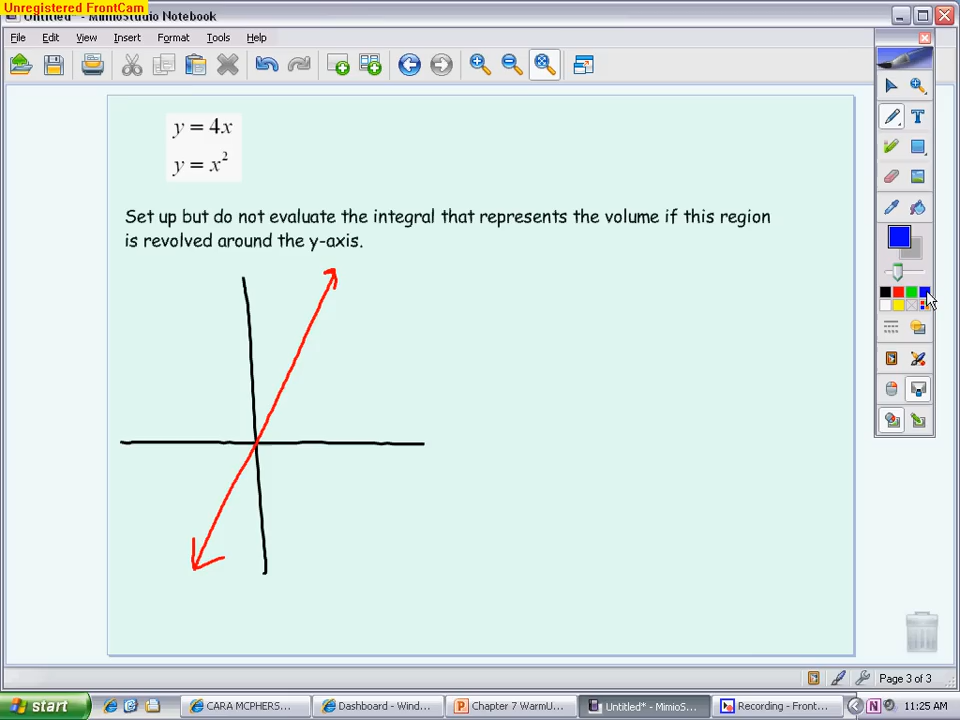 Unregistered FrontCam
Untitled* - MimioStudio Notebook
File Edit View Insert Format Tools Help
y = 4x
y = x²
Set up but do not evaluate the integral that represents the volume if this region
is revolved around the y-axis.
T
Page 3 of 3
start CARA MCPHERS... Dashboard - Wind... Chapter 7 WarmU... Untitled* - MimioS... Recording - Front... N 11:25 AM